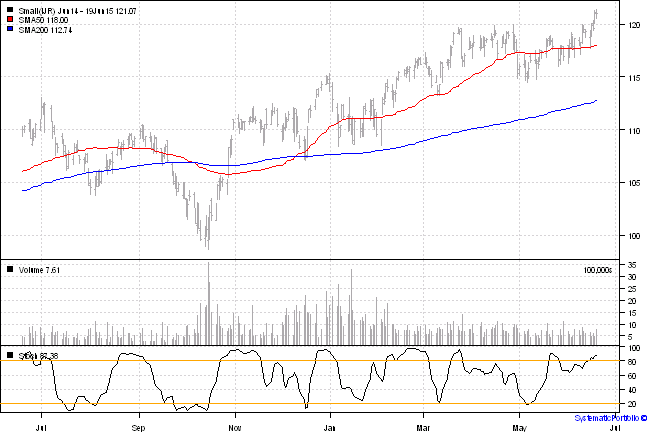 Small(IJR) Jun14 - 19Jun15 121.07
SMA50 118.00
SMA200 112.74
120
115
110
105
100
Volume 7.61
100,000s
35
30
25
20
15
10
5
100
80
60
40
20
Jul
Sep
Nov
Jan
Mar
May
Jul
SystematicPortfolio ©